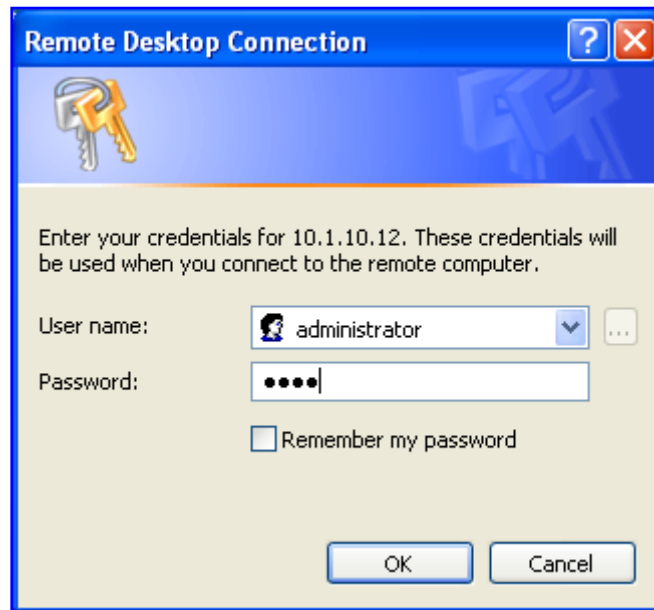 Remote Desktop Connection
?
Enter your credentials for 10.1.10.12. These credentials will
be used when you connect to the remote computer.
User name: administrator ...
Password: ●●●●
Remember my password
OK Cancel